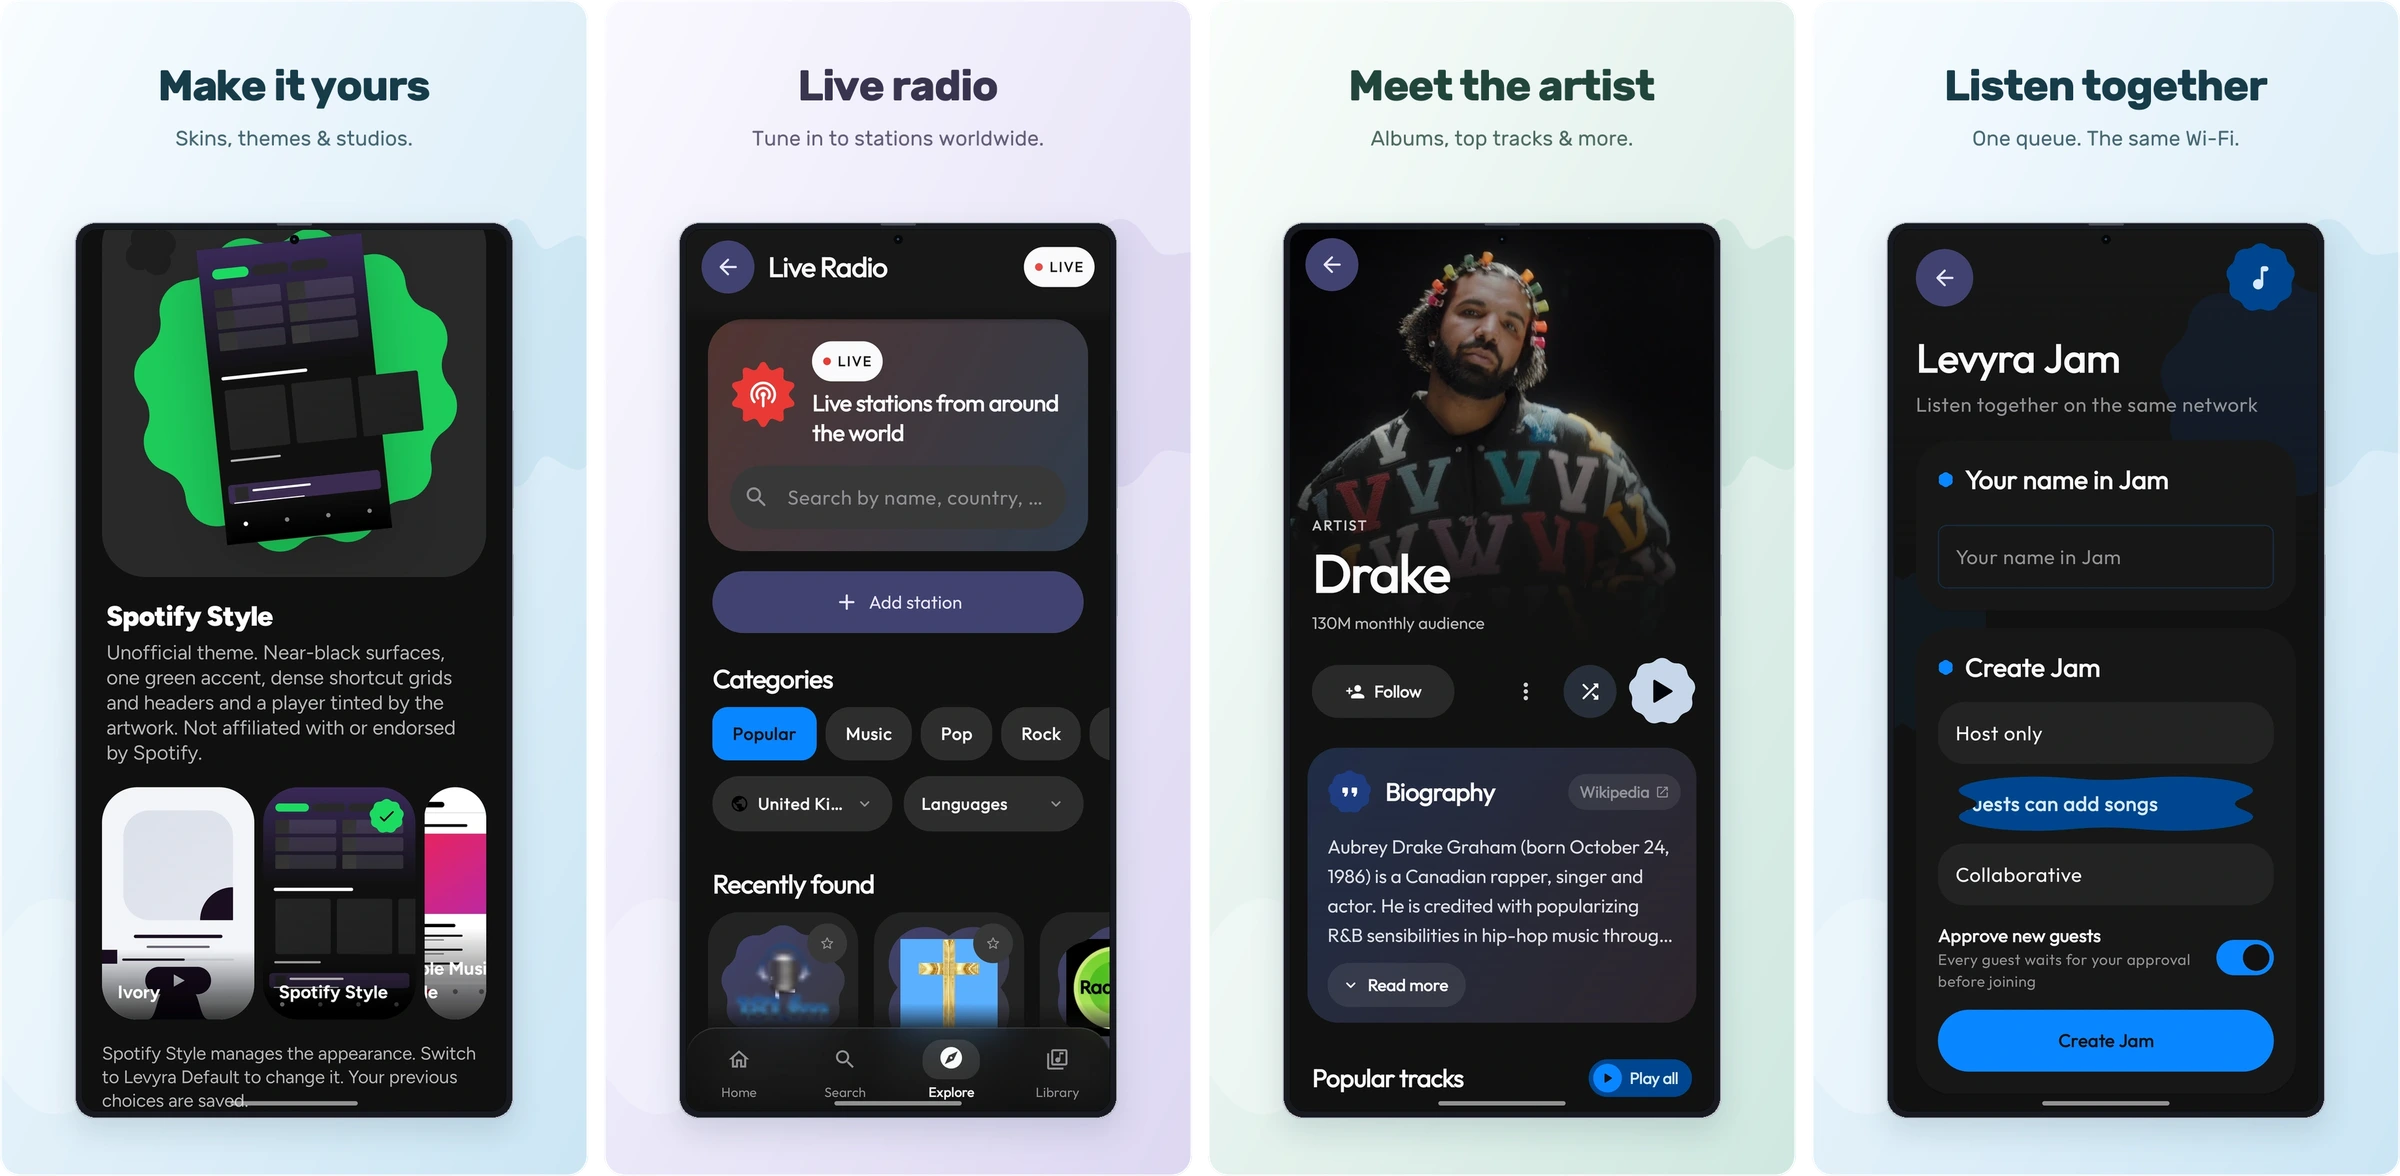 Make it yours
Skins, themes & studios.
Spotify Style
Unofficial theme. Near-black surfaces,
one green accent, dense shortcut grids
and headers and a player tinted by the
artwork. Not affiliated with or endorsed
by Spotify.
Ivory
Spotify Style
ple Musi
le
Spotify Style manages the appearance. Switch
to Levyra Default to change it. Your previous
choices are saved.
Live radio
Tune in to stations worldwide.
Live Radio
LIVE
LIVE
Live stations from around
the world
Search by name, country, ...
+ Add station
Categories
Popular
Music
Pop
Rock
United Ki...
Languages
Recently found
Rad
Home
Search
Explore
Library
Meet the artist
Albums, top tracks & more.
ARTIST
Drake
130M monthly audience
Follow
Biography
Wikipedia
Aubrey Drake Graham (born October 24,
1986) is a Canadian rapper, singer and
actor. He is credited with popularizing
R&B sensibilities in hip-hop music throug...
Read more
Popular tracks
Play all
Listen together
One queue. The same Wi-Fi.
Levyra Jam
Listen together on the same network
Your name in Jam
Your name in Jam
Create Jam
Host only
uests can add songs
Collaborative
Approve new guests
Every guest waits for your approval
before joining
Create Jam